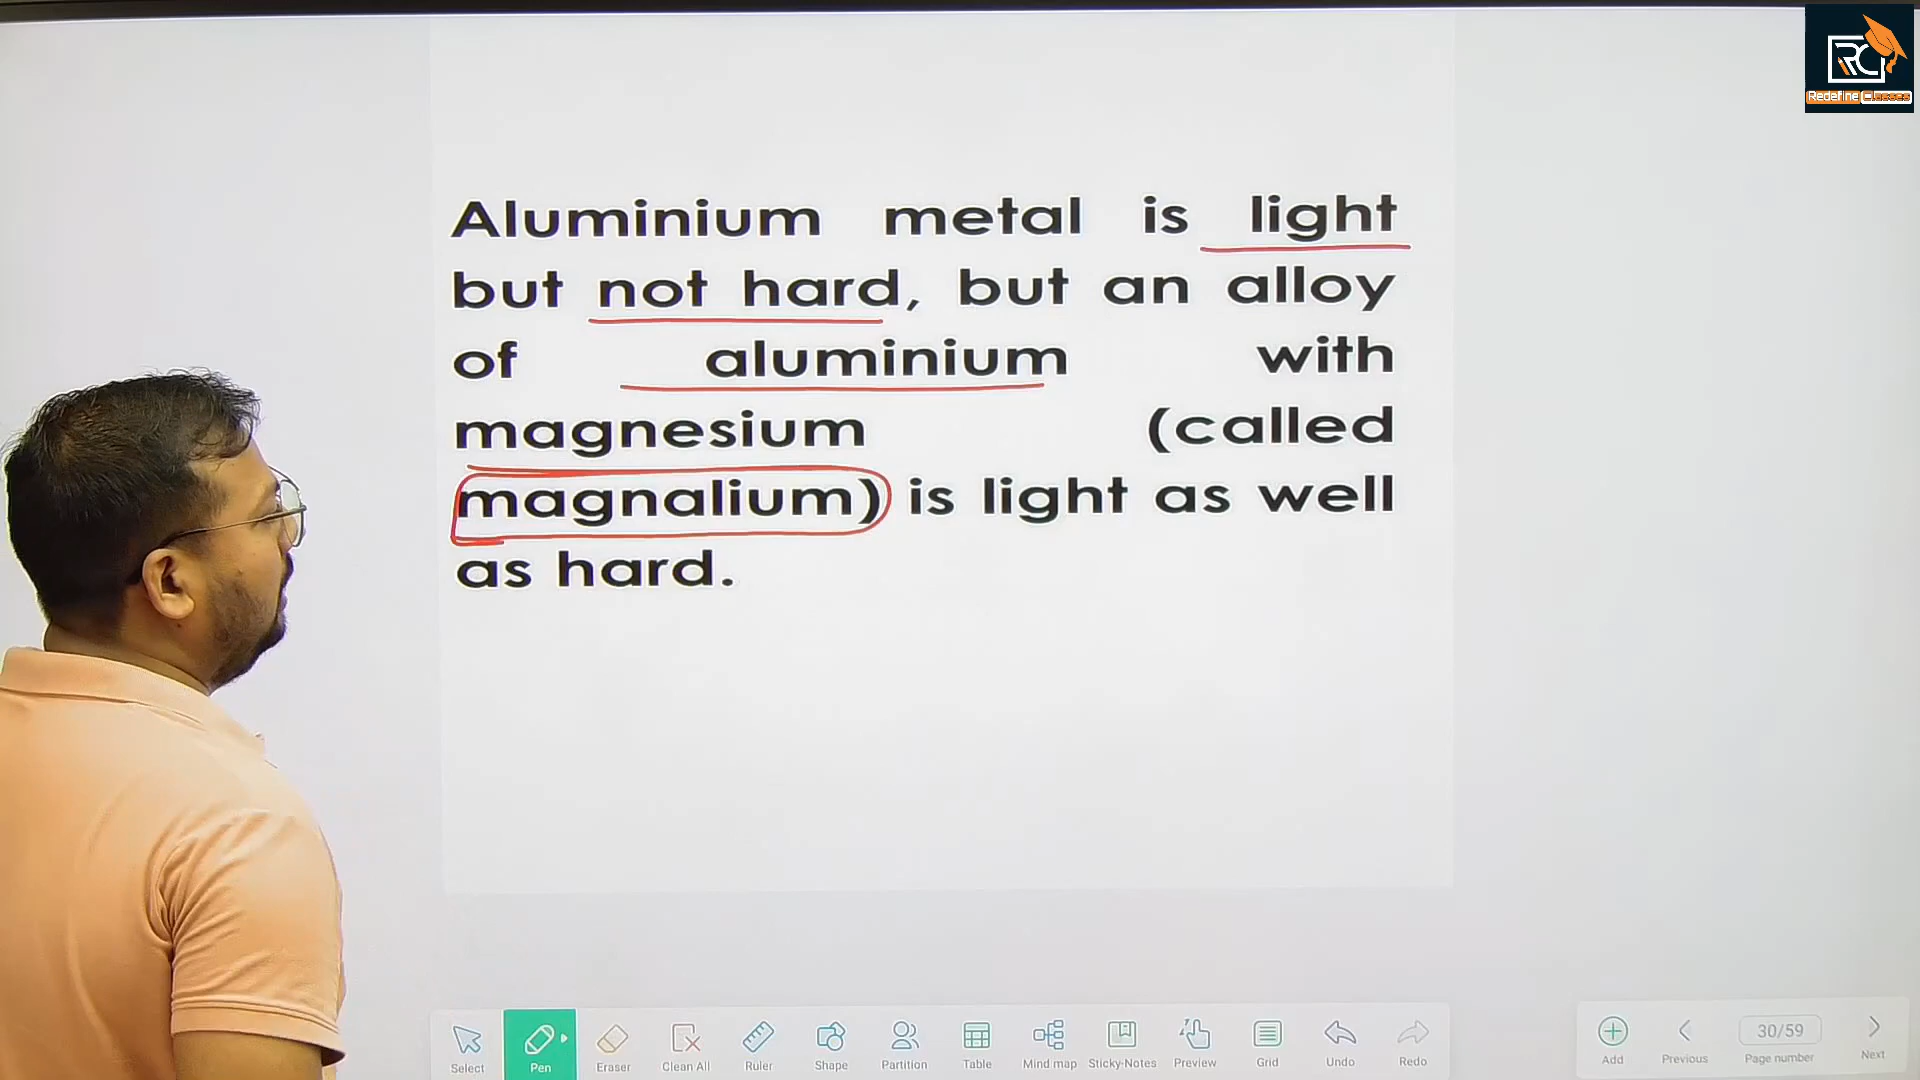 Redefine Classes
Aluminium metal is light
but not hard, but an alloy
of aluminium with
magnesium (called
magnalium) is light as well
as hard.
Select
Pen
Eraser
Clean All
Ruler
Shape
Partition
Table
Mind map
Sticky-Notes
Preview
Grid
Undo
Redo
Add
Previous
30/59
Page number
Next